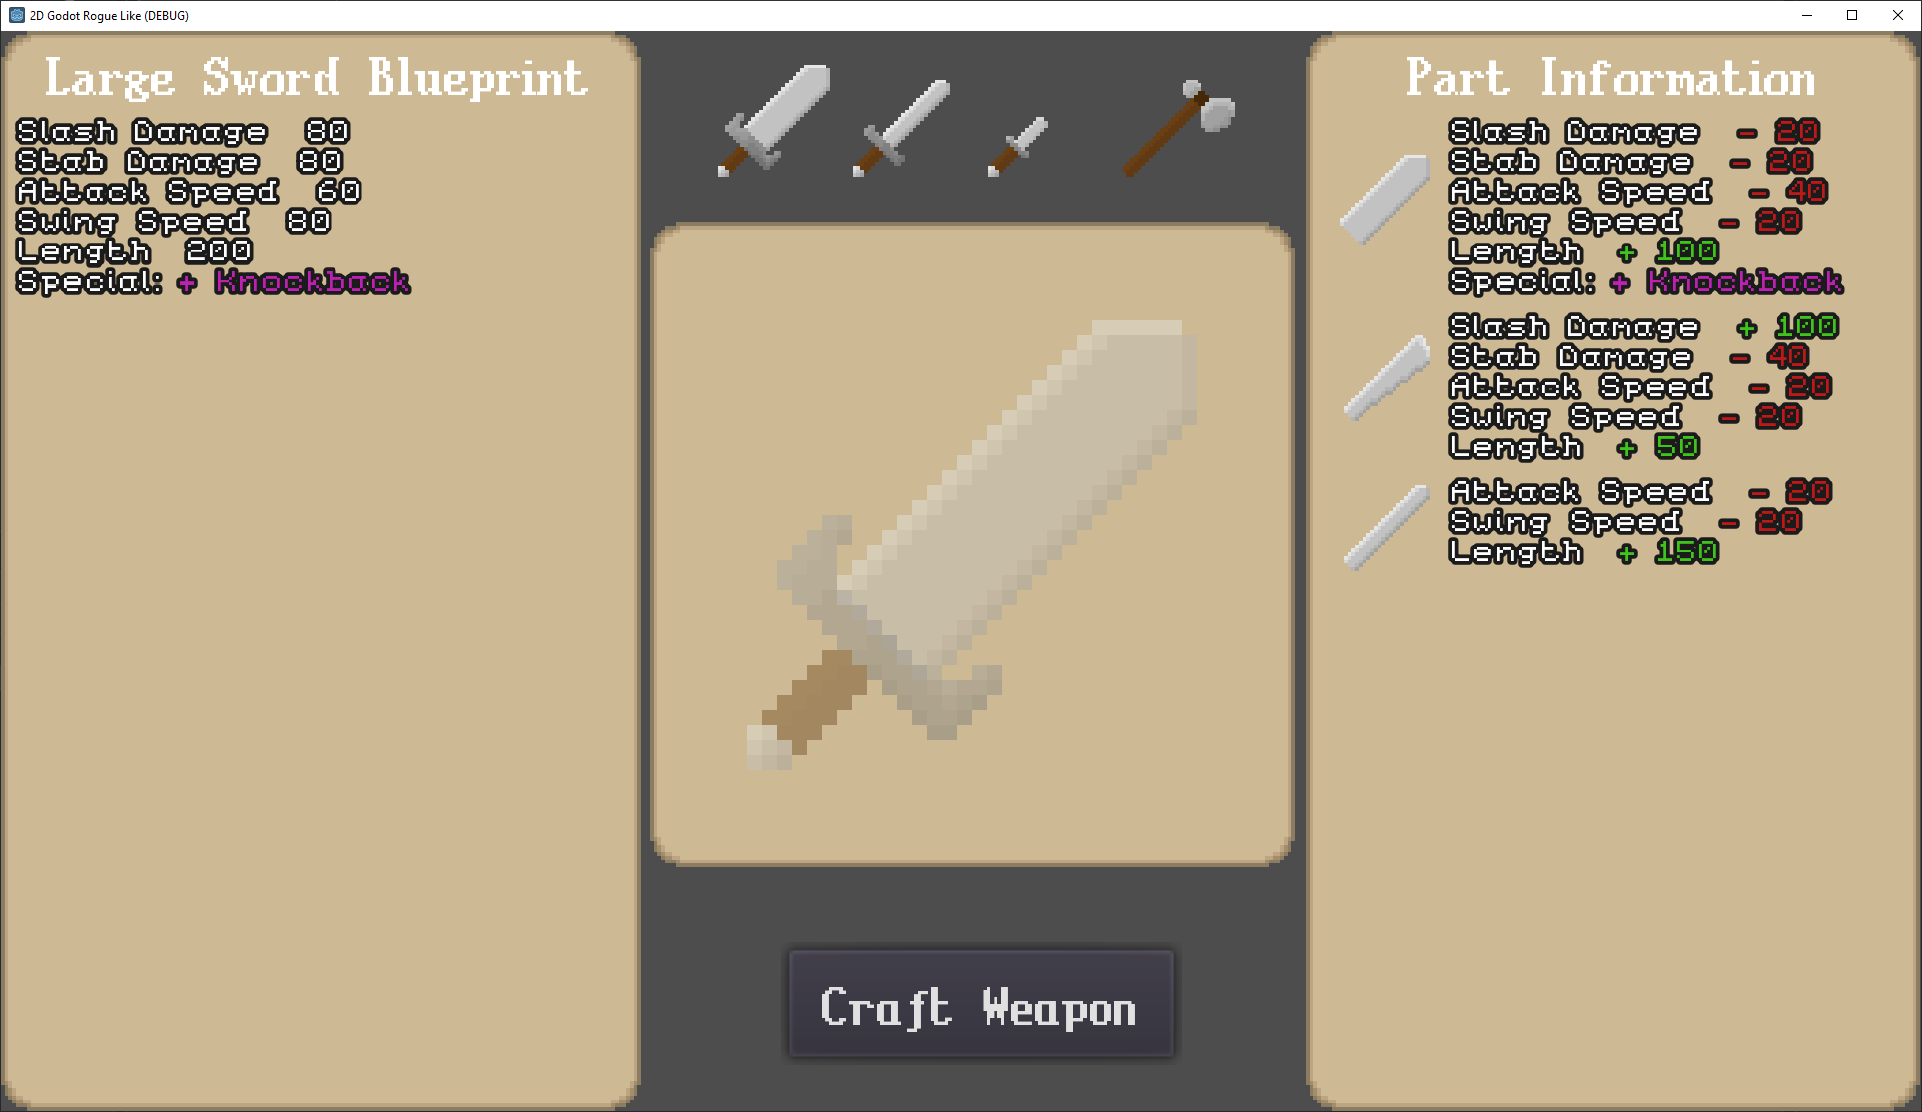 2D Godot Rogue Like (DEBUG)
Large Sword Blueprint
Slash Damage 80
Stab Damage 80
Attack Speed 60
Swing Speed 80
Length 200
Special: + Knockback
Craft Weapon
Part Information
Slash Damage - 20
Stab Damage - 20
Attack Speed - 40
Swing Speed - 20
Length + 100
Special: + Knockback
Slash Damage + 100
Stab Damage - 40
Attack Speed - 20
Swing Speed - 20
Length + 50
Attack Speed - 20
Swing Speed - 20
Length + 150